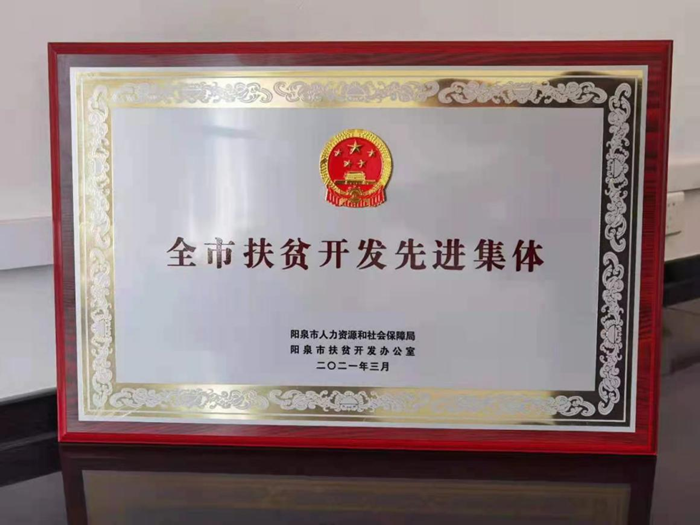 全市扶贫开发先进集体
阳泉市人力资源和社会保障局
阳泉市扶贫开发办公室
二〇二一年三月